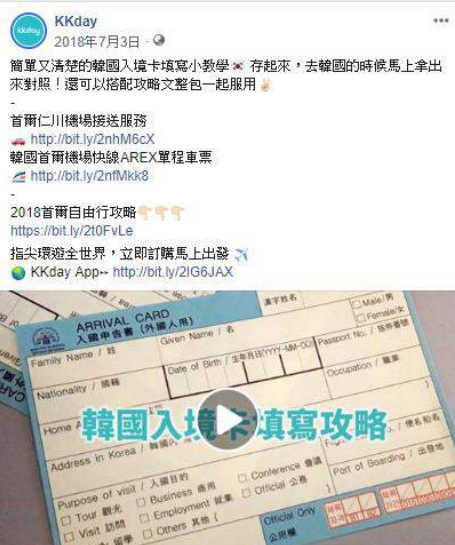 kkday
KKday
2018年7月3日 ·
簡單又清楚的韓國入境卡填寫小教學🇰🇷 存起來，去韓國的時候馬上拿出
來對照！還可以搭配攻略文整包一起服用✌🏻
-
首爾仁川機場接送服務
🚗 http://bit.ly/2nhM6cX
韓國首爾機場快線AREX單程車票
🚄 http://bit.ly/2nfMkk8
-
2018首爾自由行攻略👇🏻👇🏻👇🏻
https://bit.ly/2t0FvLe
指尖環遊全世界，立即訂購馬上出發 ✈️
🌏 KKday App➳ http://bit.ly/2IG6JAX
ARRIVAL CARD
入國申告書 (外國人用)
漢字姓名
Male/男
Female/女
Family Name / 姓
Given Name / 名
Nationality / 國籍
Date of Birth / 生年月日(YYYY-MM-DD)
Passport No. / 旅券番號
Home A
Occupation / 職業
韓國入境卡填寫攻略
Address in Korea / 韓國內
Purpose of visit / 入國目的
Port of Boarding / 出發地
Tour 觀光
Business 商用
Conference 會議
Visit 訪問
Employment 就業
Official 公務
留學
Others 其他 (
Official Only
公用欄